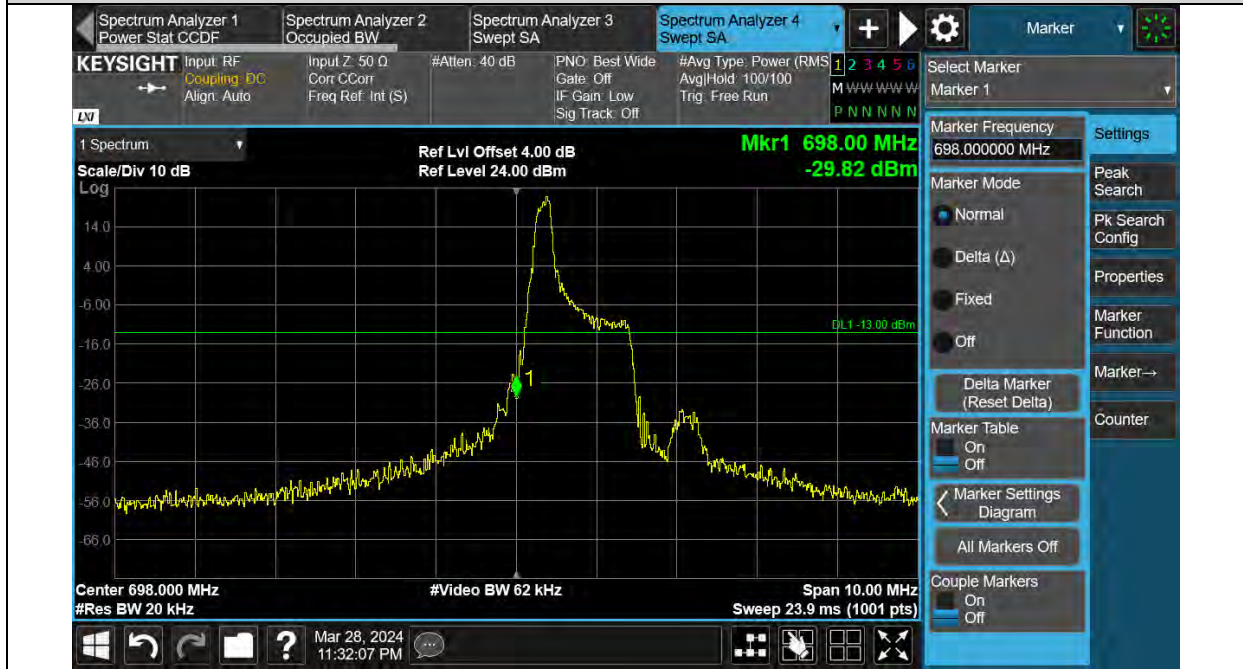 Spectrum Analyzer 1
Power Stat CCDF
Spectrum Analyzer 2
Occupied BW
Spectrum Analyzer 3
Swept SA
Spectrum Analyzer 4
Swept SA
+
Marker
KEYSIGHT
LXI
Input: RF
Coupling: DC
Align: Auto
Input Z: 50 Ω
Corr CCorr
Freq Ref: Int (S)
#Atten: 40 dB
PNO: Best Wide
Gate: Off
IF Gain: Low
Sig Track: Off
#Avg Type: Power (RMS
Avg|Hold: 100/100
Trig: Free Run
1 2 3 4 5 6
M W W W W W
P N N N N N
Select Marker
Marker 1
1 Spectrum
Scale/Div 10 dB
Ref Lvl Offset 4.00 dB
Ref Level 24.00 dBm
Mkr1 698.00 MHz
-29.82 dBm
Log
14.0
4.00
-6.00
-16.0
-26.0
-36.0
-46.0
-56.0
-66.0
DL1 -13.00 dBm
1
Center 698.000 MHz
#Res BW 20 kHz
#Video BW 62 kHz
Span 10.00 MHz
Sweep 23.9 ms (1001 pts)
Marker Frequency
698.000000 MHz
Marker Mode
Normal
Delta (Δ)
Fixed
Off
Delta Marker
(Reset Delta)
Marker Table
On
Off
Marker Settings
Diagram
All Markers Off
Couple Markers
On
Off
Settings
Peak
Search
Pk Search
Config
Properties
Marker
Function
Marker→
Counter
?
Mar 28, 2024
11:32:07 PM